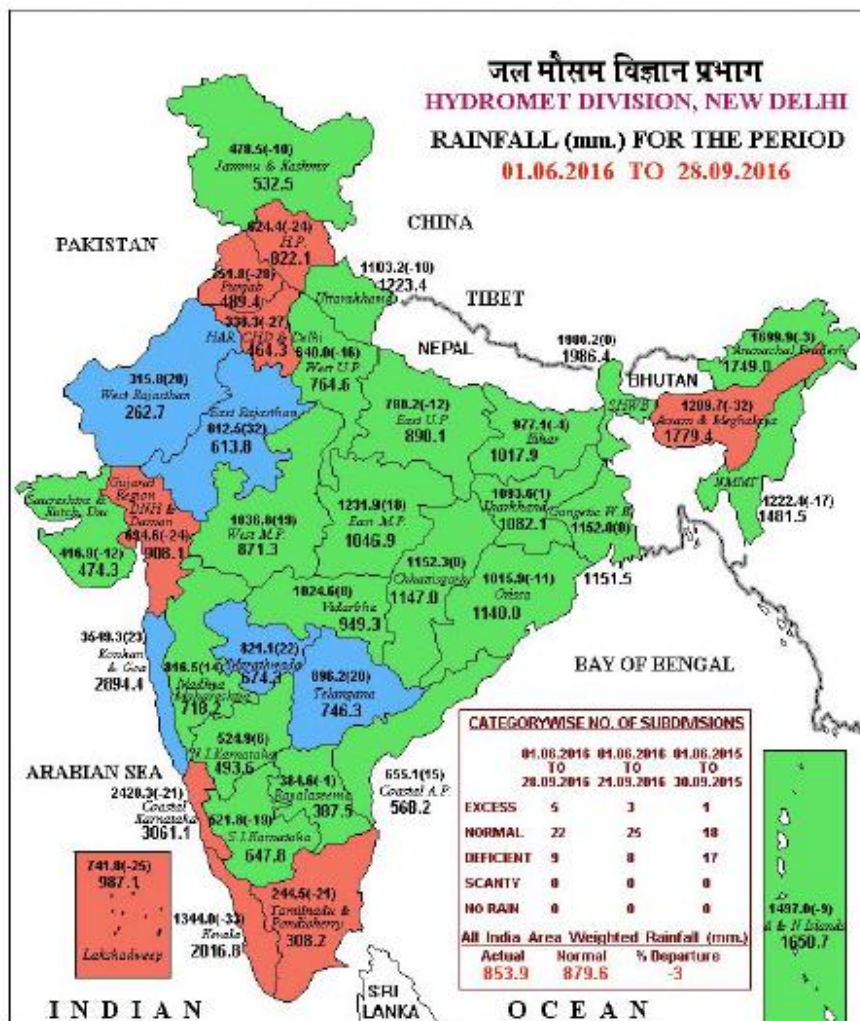 जल मौसम विज्ञान प्रभाग
HYDROMET DIVISION, NEW DELHI
RAINFALL (mm.) FOR THE PERIOD
01.06.2016 TO 28.09.2016
478.5(-10)
Jammu & Kashmir
532.5
CHINA
PAKISTAN
624.4(-24)
H.P.
822.1
Punjab
489.4
1103.2(-10)
1223.4
Uttarakhand
TIBET
HAR. CHD & Delhi
464.3
640.0(-16)
West U.P.
764.6
NEPAL
1986.4
BHUTAN
SHWB
1699.9(-3)
Arunachal Pradesh
1749.0
1209.7(-32)
Assam & Meghalaya
1779.4
NMMT
1222.4(-17)
1481.5
315.8(20)
West Rajasthan
262.7
East Rajasthan
812.5(32)
613.8
780.2(-12)
East U.P.
890.1
977.1(-4)
Bihar
1017.9
1093.6(1)
Jharkhand
1082.1
Gangetic W.B.
1152.0(0)
1151.5
Saurashtra &
Kutch, Diu
416.9(-12)
474.3
Gujarat
Region
DNH &
Daman
694.6(-24)
908.1
1036.8(19)
West M.P.
871.3
1231.9(18)
East M.P.
1046.9
1152.3(0)
Chhattisgarh
1147.0
1015.9(-11)
Orissa
1140.0
1024.6(8)
Vidarbha
949.3
3549.3(23)
Konkan
& Goa
2894.4
816.5(14)
Madhya
Maharashtra
718.2
821.1(22)
Marathwada
674.3
896.2(20)
Telangana
746.3
BAY OF BENGAL
ARABIAN SEA
524.9(6)
N.I.Karnataka
493.6
384.6(-1)
Rayalaseema
387.5
655.1(15)
Coastal A.P.
568.2
2420.3(-21)
Coastal
Karnataka
3061.1
521.8(-19)
S.I.Karnataka
647.8
741.8(-25)
987.1
Lakshadweep
1344.0(-33)
Kerala
2016.8
244.5(-21)
Tamilnadu &
Pondicherry
308.2
CATEGORYWISE NO. OF SUBDIVISIONS
01.06.2016 01.06.2016 01.06.2015
TO TO TO
28.09.2016 21.09.2016 30.09.2015
EXCESS 5 3 1
NORMAL 22 25 18
DEFICIENT 9 8 17
SCANTY 0 0 0
NO RAIN 0 0 0
All India Area Weighted Rainfall (mm.)
Actual Normal % Departure
853.9 879.6 -3
1497.0(-9)
A & N Islands
1650.7
SRI
LANKA
INDIAN OCEAN